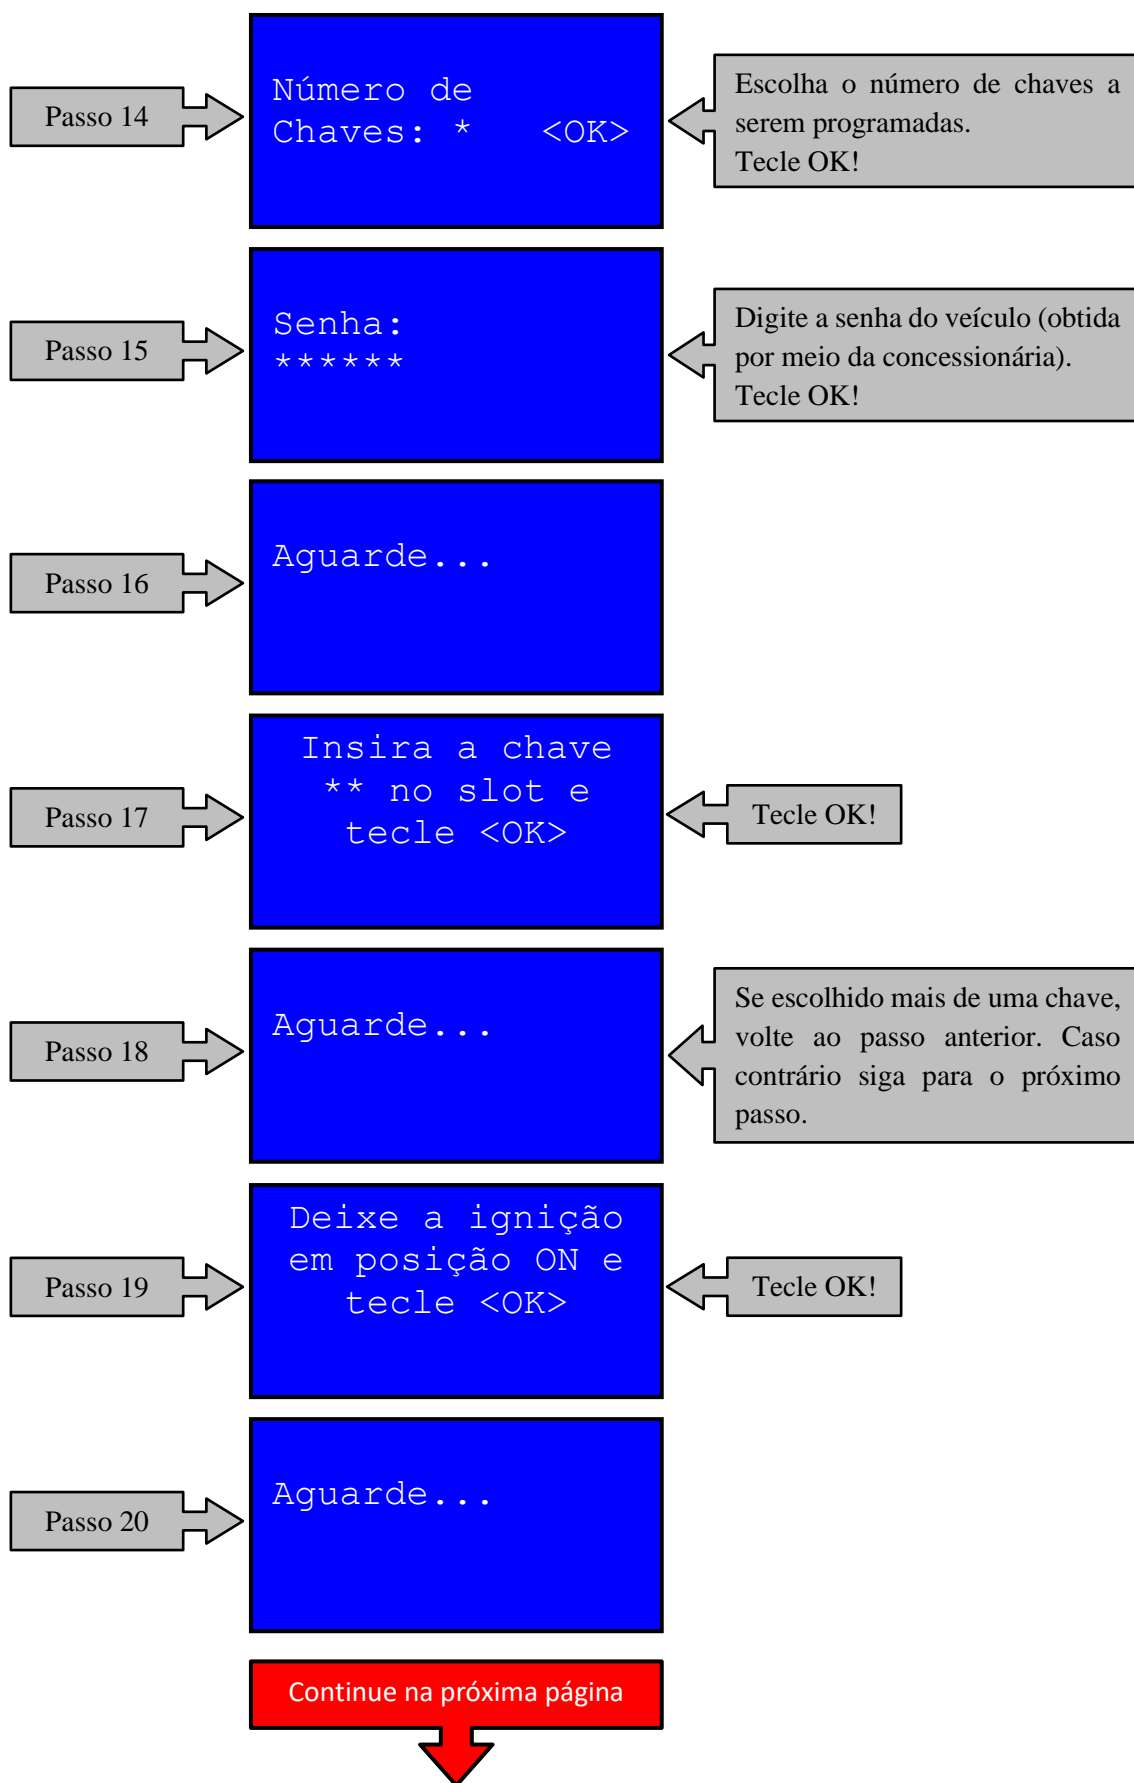 Passo 14
Número de
Chaves: * <OK>
Escolha o número de chaves a
serem programadas.
Tecle OK!
Passo 15
Senha:
******
Digite a senha do veículo (obtida
por meio da concessionária).
Tecle OK!
Passo 16
Aguarde...
Passo 17
Insira a chave
** no slot e
tecle <OK>
Tecle OK!
Passo 18
Aguarde...
Se escolhido mais de uma chave,
volte ao passo anterior. Caso
contrário siga para o próximo
passo.
Passo 19
Deixe a ignição
em posição ON e
tecle <OK>
Tecle OK!
Passo 20
Aguarde...
Continue na próxima página